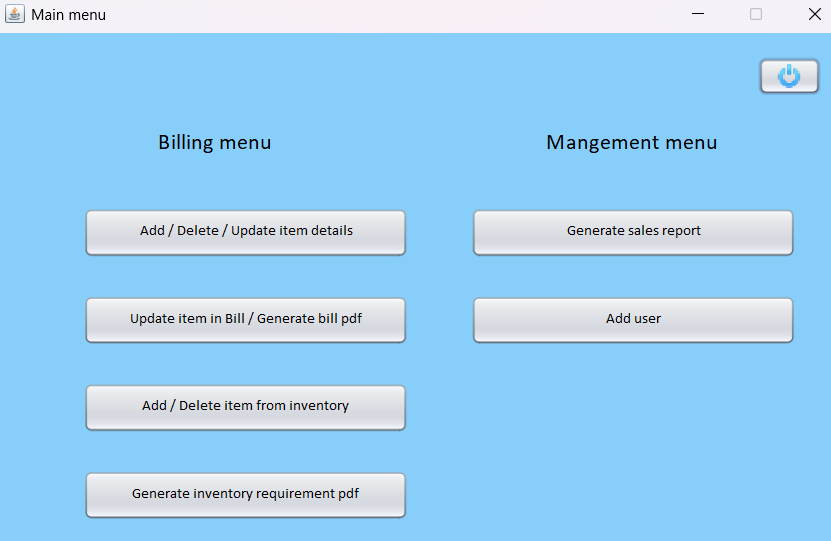 Main menu
Billing menu
Mangement menu
Add / Delete / Update item details
Generate sales report
Update item in Bill / Generate bill pdf
Add user
Add / Delete item from inventory
Generate inventory requirement pdf